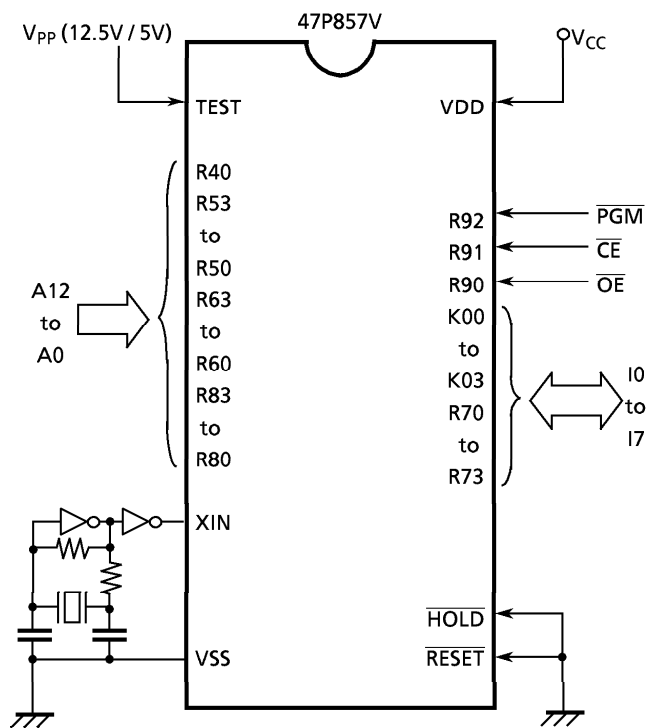 47P857V
VPP (12.5V / 5V)
VCC
TEST
VDD
R40
R53
to
R50
R63
to
R60
R83
to
R80
A12
to
A0
R92
R91
R90
K00
to
K03
R70
to
R73
PGM
CE
OE
I0
to
I7
XIN
VSS
HOLD
RESET